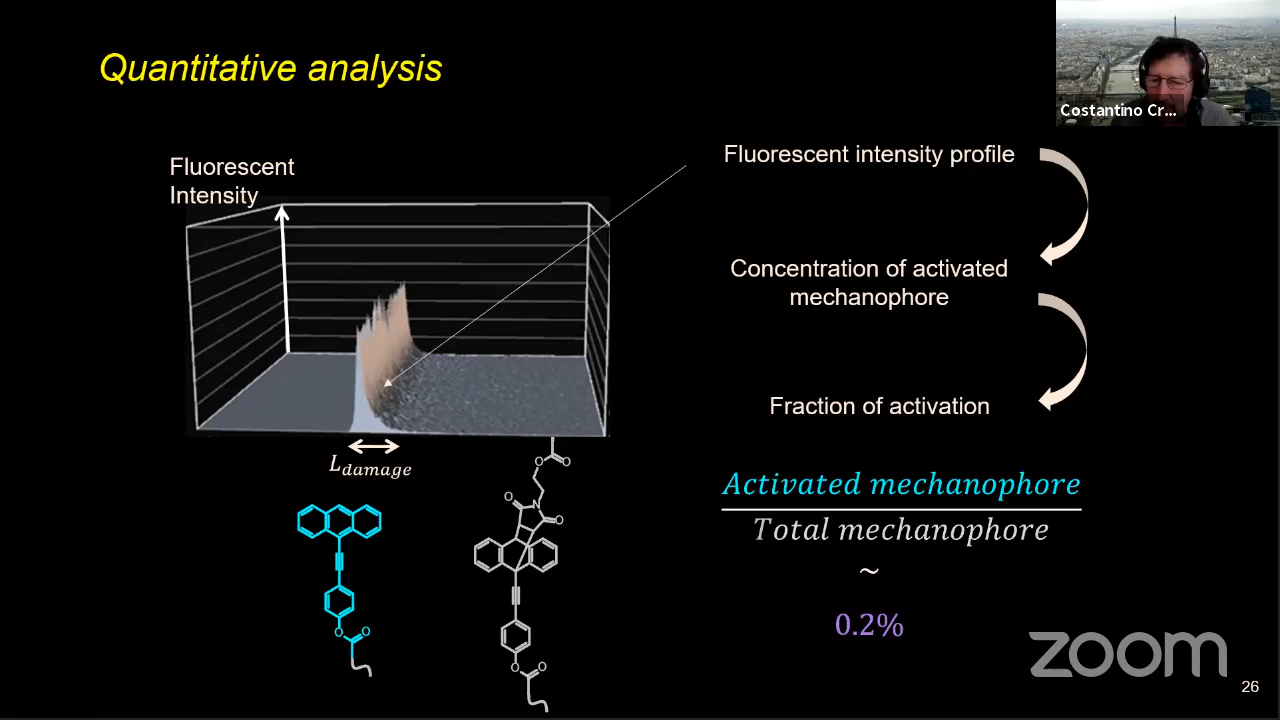 Quantitative analysis
Costantino Cr...
Fluorescent
Intensity
Fluorescent intensity profile
Concentration of activated
mechanophore
Fraction of activation
L_damage
Activated mechanophore
Total mechanophore
~
0.2%
O
O
O
N
O
O
O
O
O
zoom
26